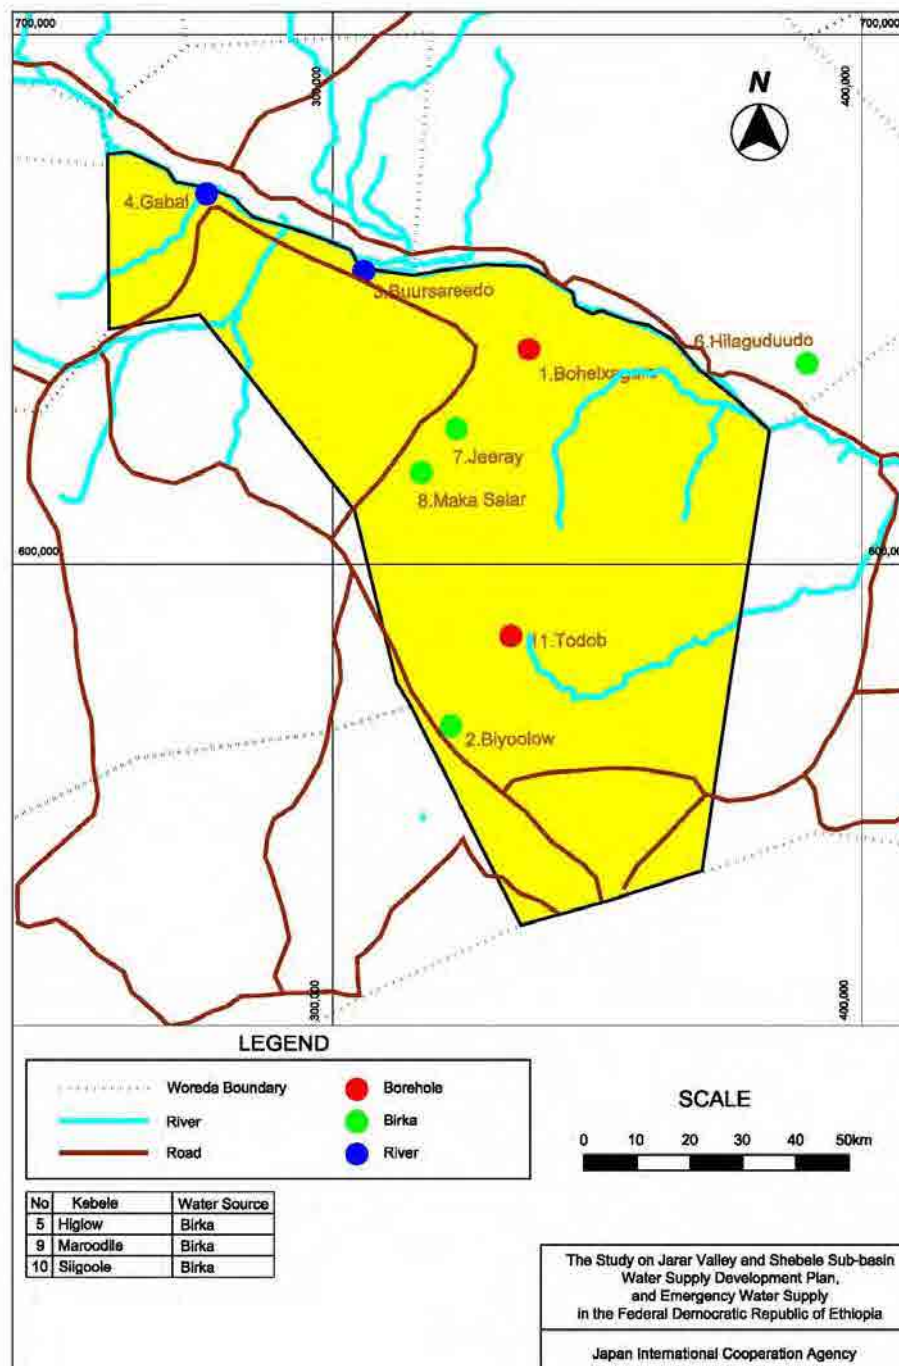 700,000
700,000
300,000
400,000
N
4.Gabal
3.Buursareedo
6.Hilaguduudo
7.Jeeray
8.Maka Salar
600,000
11.Todob
2.Biyoolow
300,000
400,000
LEGEND
Woreda Boundary
River
Road
Borehole
Birka
River
SCALE
0 10 20 30 40 50km
No Kebele Water Source
5 Higlow Birka
9 Maroodile Birka
10 Siigoole Birka
The Study on Jarar Valley and Shebele Sub-basin
Water Supply Development Plan,
and Emergency Water Supply
in the Federal Democratic Republic of Ethiopia
Japan International Cooperation Agency